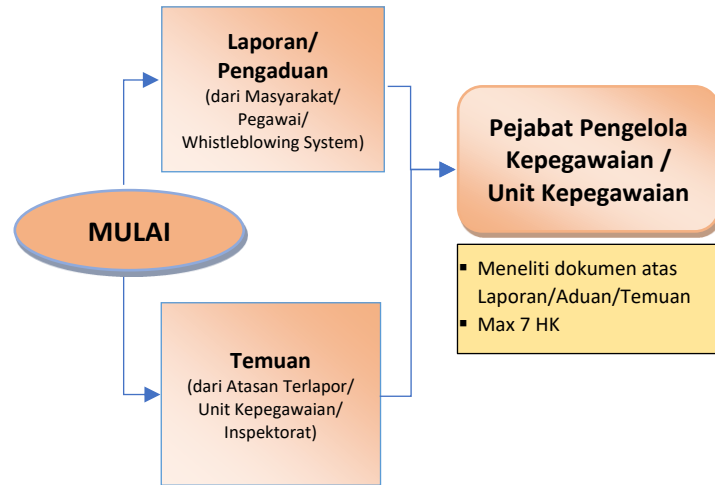 Laporan/
Pengaduan
(dari Masyarakat/
Pegawai/
Whistleblowing System)
MULAI
Temuan
(dari Atasan Terlapor/
Unit Kepegawaian/
Inspektorat)
Pejabat Pengelola
Kepegawaian /
Unit Kepegawaian
▪ Meneliti dokumen atas
Laporan/Aduan/Temuan
▪ Max 7 HK